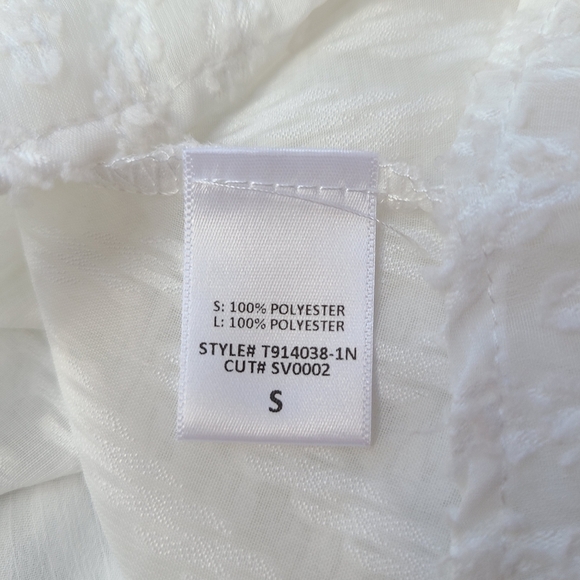 S: 100% POLYESTER
L: 100% POLYESTER
STYLE# T914038-1N
CUT# SV0002
S